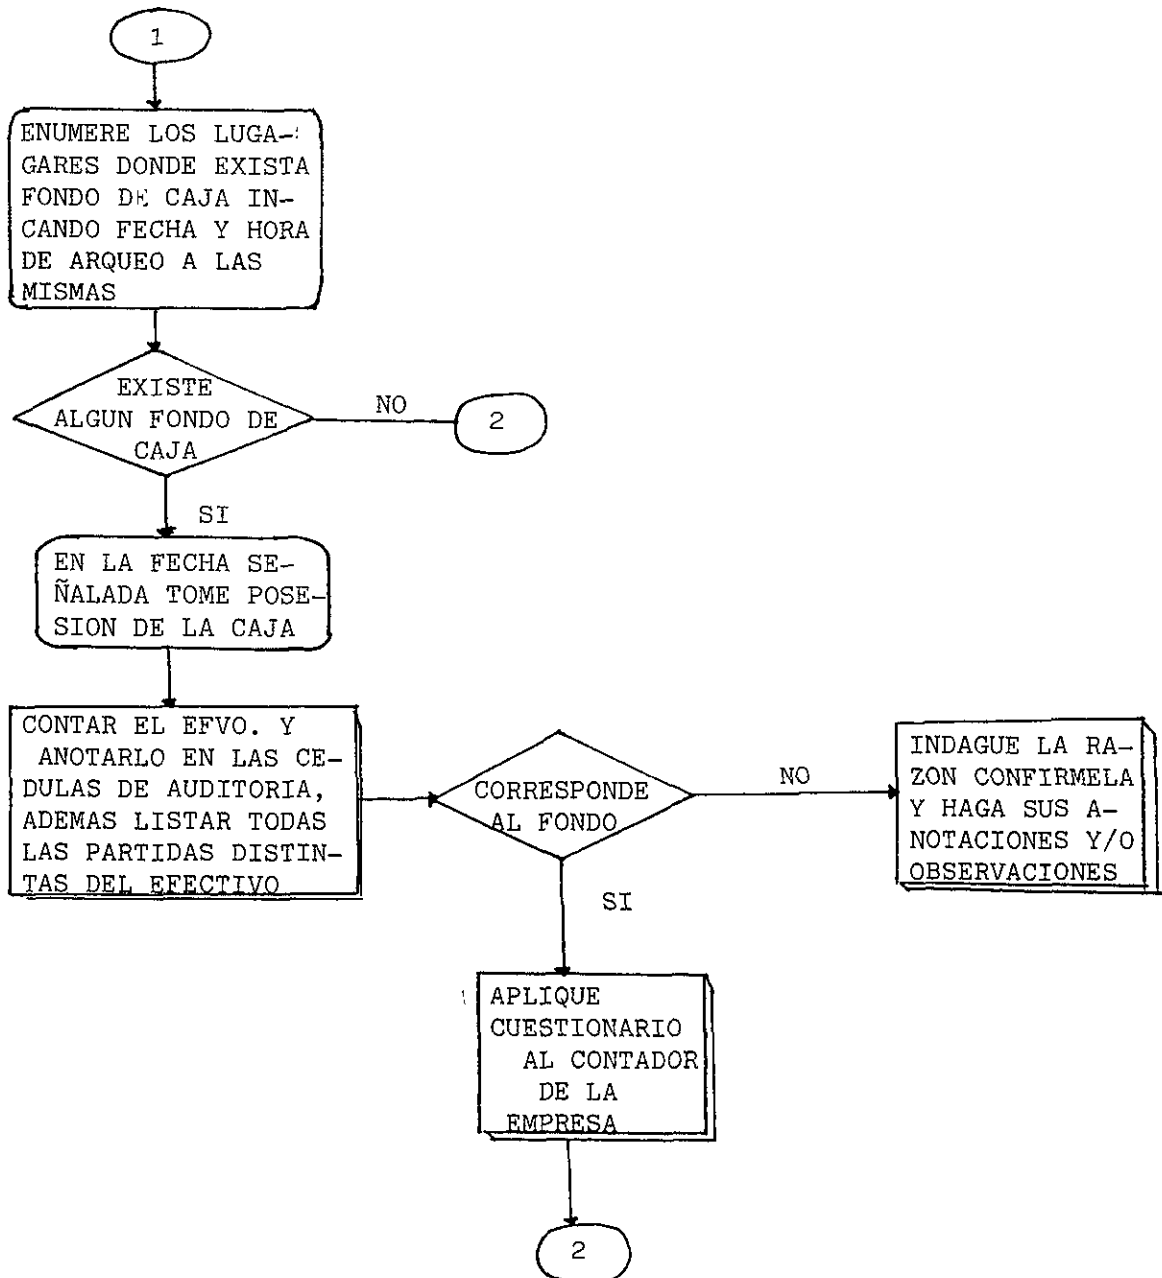 1
ENUMERE LOS LUGA-
GARES DONDE EXISTA
FONDO DE CAJA IN-
CANDO FECHA Y HORA
DE ARQUEO A LAS
MISMAS
EXISTE
ALGUN FONDO DE
CAJA
NO
2
SI
EN LA FECHA SE-
ÑALADA TOME POSE-
SION DE LA CAJA
CONTAR EL EFVO. Y
ANOTARLO EN LAS CE-
DULAS DE AUDITORIA,
ADEMAS LISTAR TODAS
LAS PARTIDAS DISTIN-
TAS DEL EFECTIVO
CORRESPONDE
AL FONDO
NO
INDAGUE LA RA-
ZON CONFIRMELA
Y HAGA SUS A-
NOTACIONES Y/O
OBSERVACIONES
SI
APLIQUE
CUESTIONARIO
AL CONTADOR
DE LA
EMPRESA
2